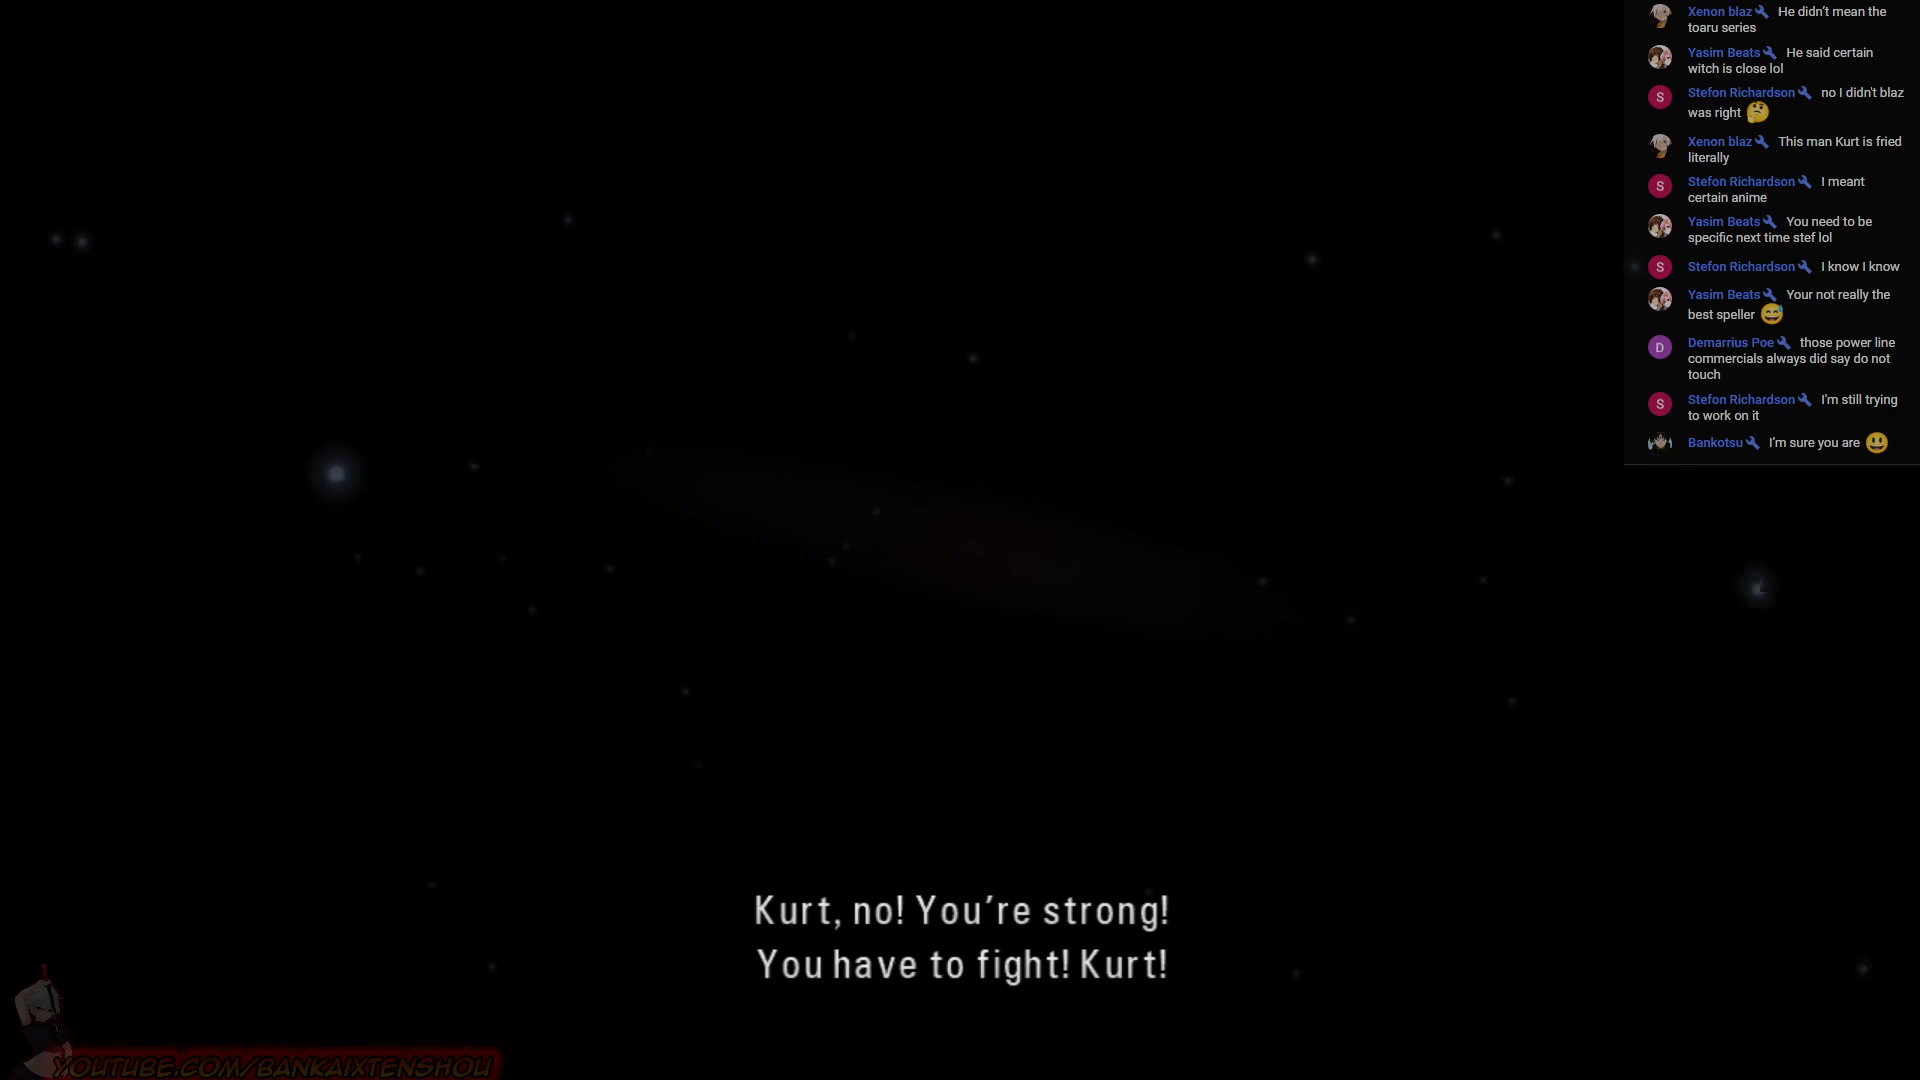 Xenon blaz He didn't mean the
toaru series
Yasim Beats He said certain
witch is close lol
S Stefon Richardson no I didn't blaz
was right 🤔
Xenon blaz This man Kurt is fried
literally
S Stefon Richardson I meant
certain anime
Yasim Beats You need to be
specific next time stef lol
S Stefon Richardson I know I know
Yasim Beats Your not really the
best speller 😅
D Demarrius Poe those power line
commercials always did say do not
touch
S Stefon Richardson I'm still trying
to work on it
Bankotsu I'm sure you are 😃
Kurt, no! You're strong!
You have to fight! Kurt!
YOUTUBE.COM/BANKAIXTENSHOU